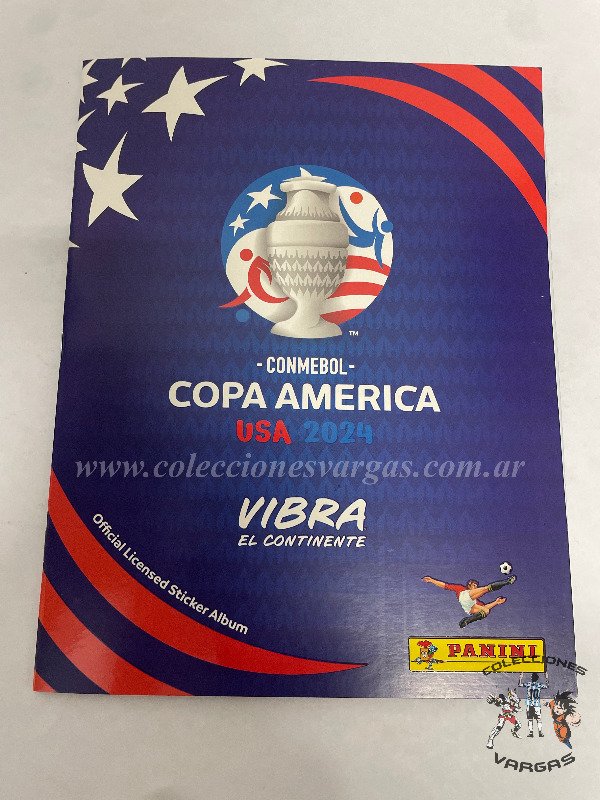 TM
- CONMEBOL -
COPA AMERICA
USA 2024
www.coleccionesvargas.com.ar
VIBRA
EL CONTINENTE
Official Licensed Sticker Album
PANINI
COLECCIONES
VARGAS